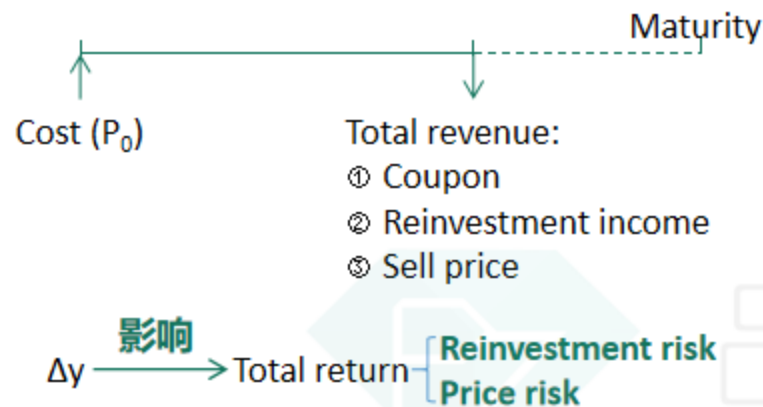 Maturity
Cost (P₀)
Total revenue:
① Coupon
② Reinvestment income
③ Sell price
影响
Δy
Total return
Reinvestment risk
Price risk